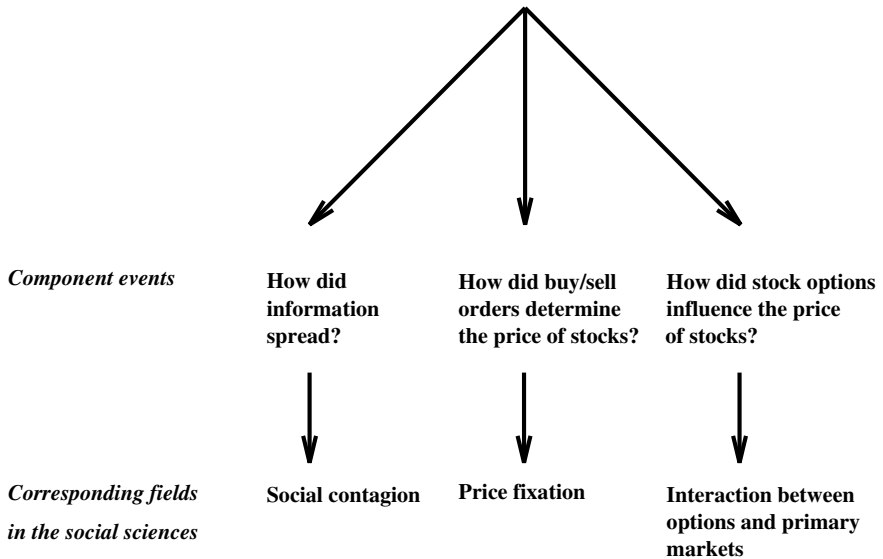 Component events
How did
information
spread?
How did buy/sell
orders determine
the price of stocks?
How did stock options
influence the price
of stocks?
Corresponding fields
in the social sciences
Social contagion
Price fixation
Interaction between
options and primary
markets